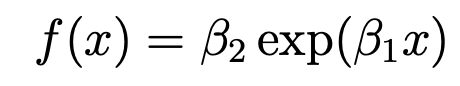 f(x) = β₂ exp(β₁x)